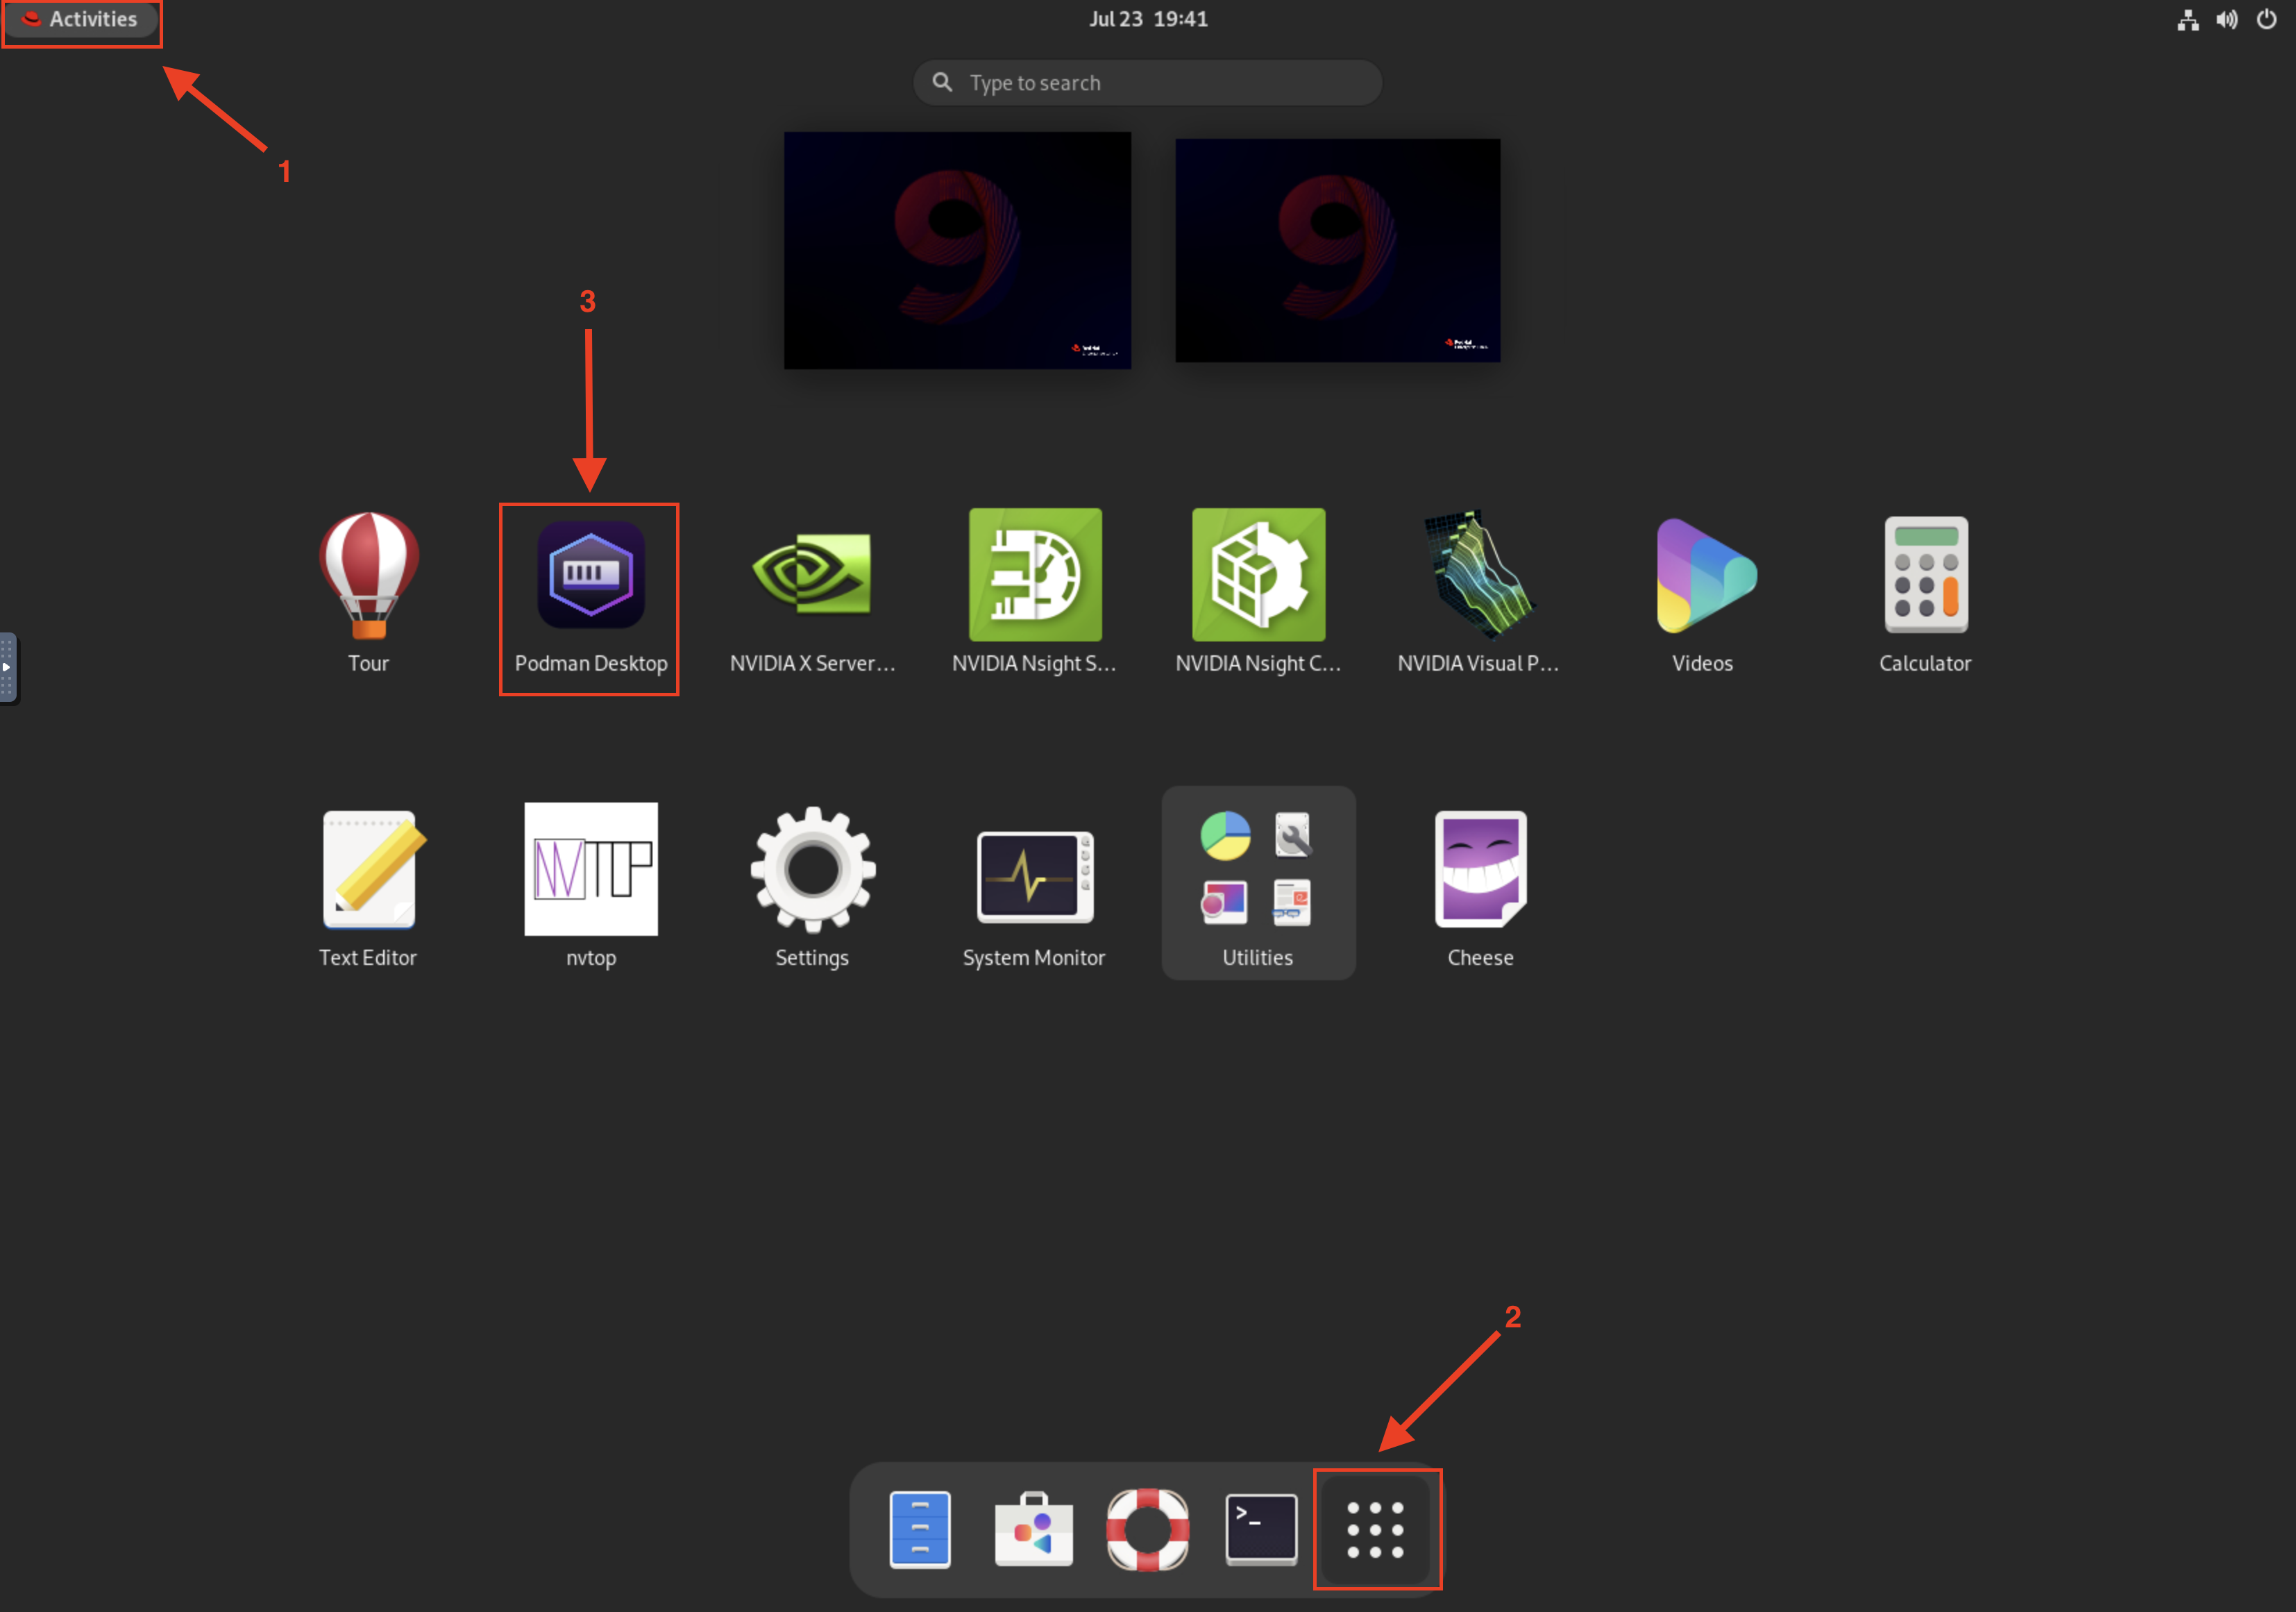 Activities
Jul 23 19:41
Type to search
1
3
Tour
Podman Desktop
NVIDIA X Server...
NVIDIA Nsight S...
NVIDIA Nsight C...
NVIDIA Visual P...
Videos
Calculator
NVTOP
Text Editor
nvtop
Settings
System Monitor
Utilities
Cheese
2
>_